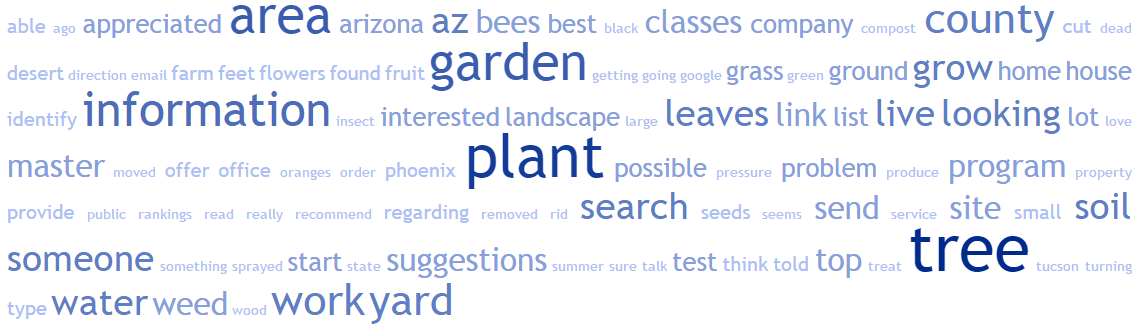 able ago appreciated area arizona az bees best black classes company compost county cut dead
desert direction email farm feet flowers found fruit garden getting going google grass green ground grow home house
identify information insect interested landscape large leaves link list live looking lot love
master moved offer office oranges order phoenix plant possible pressure problem produce program property
provide public rankings read really recommend regarding removed rid search seeds seems send service site small soil
someone something sprayed start state suggestions summer sure talk test think told top treat tree tucson turning
type water weed wood work yard